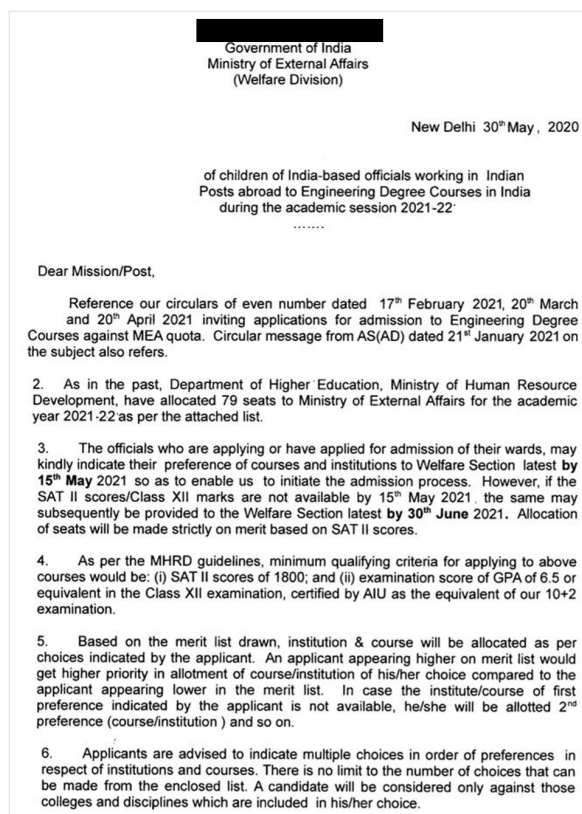 Government of India
Ministry of External Affairs
(Welfare Division)
New Delhi 30th May, 2020
of children of India-based officials working in Indian
Posts abroad to Engineering Degree Courses in India
during the academic session 2021-22
.......
Dear Mission/Post,
Reference our circulars of even number dated 17th February 2021, 20th March
and 20th April 2021 inviting applications for admission to Engineering Degree
Courses against MEA quota. Circular message from AS(AD) dated 21st January 2021 on
the subject also refers.
2. As in the past, Department of Higher Education, Ministry of Human Resource
Development, have allocated 79 seats to Ministry of External Affairs for the academic
year 2021-22 as per the attached list.
3. The officials who are applying or have applied for admission of their wards, may
kindly indicate their preference of courses and institutions to Welfare Section latest by
15th May 2021 so as to enable us to initiate the admission process. However, if the
SAT II scores/Class XII marks are not available by 15th May 2021, the same may
subsequently be provided to the Welfare Section latest by 30th June 2021. Allocation
of seats will be made strictly on merit based on SAT II scores.
4. As per the MHRD guidelines, minimum qualifying criteria for applying to above
courses would be: (i) SAT II scores of 1800; and (ii) examination score of GPA of 6.5 or
equivalent in the Class XII examination, certified by AIU as the equivalent of our 10+2
examination.
5. Based on the merit list drawn, institution & course will be allocated as per
choices indicated by the applicant. An applicant appearing higher on merit list would
get higher priority in allotment of course/institution of his/her choice compared to the
applicant appearing lower in the merit list. In case the institute/course of first
preference indicated by the applicant is not available, he/she will be allotted 2nd
preference (course/institution ) and so on.
6. Applicants are advised to indicate multiple choices in order of preferences in
respect of institutions and courses. There is no limit to the number of choices that can
be made from the enclosed list. A candidate will be considered only against those
colleges and disciplines which are included in his/her choice.